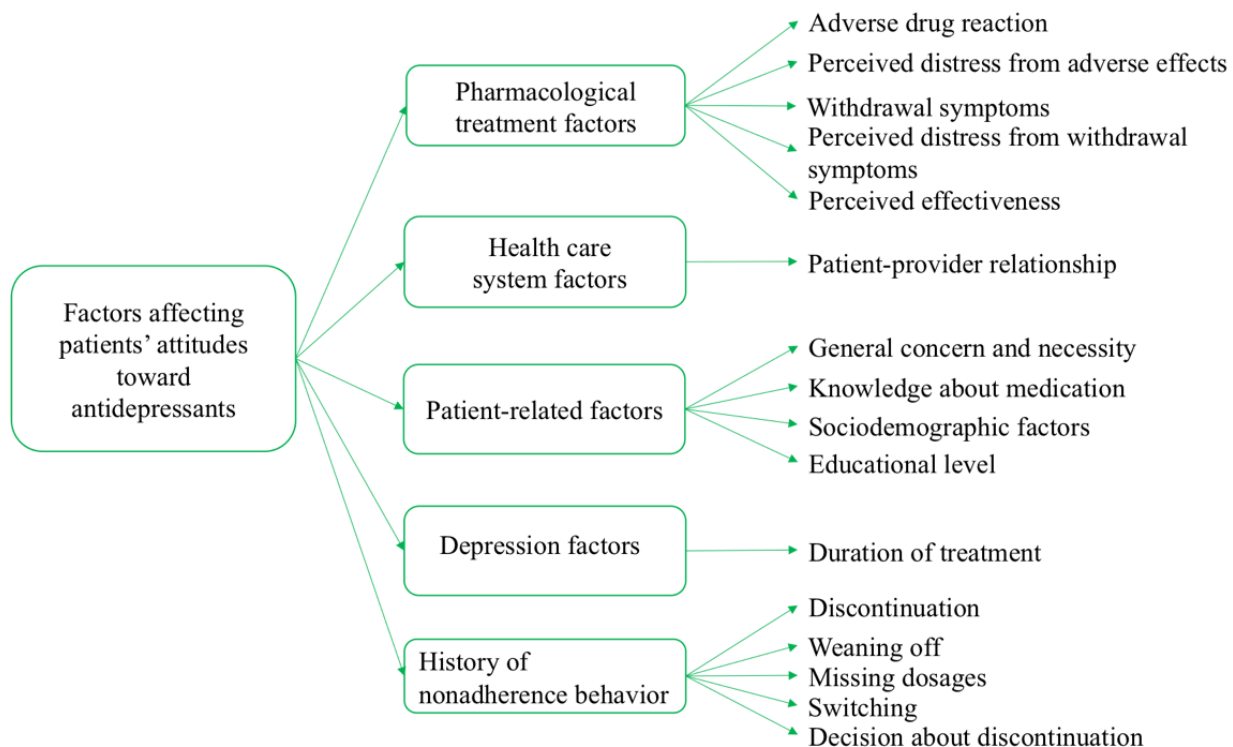 Factors affecting
patients’ attitudes
toward
antidepressants
Pharmacological
treatment factors
Adverse drug reaction
Perceived distress from adverse effects
Withdrawal symptoms
Perceived distress from withdrawal
symptoms
Perceived effectiveness
Health care
system factors
Patient-provider relationship
Patient-related factors
General concern and necessity
Knowledge about medication
Sociodemographic factors
Educational level
Depression factors
Duration of treatment
History of
nonadherence behavior
Discontinuation
Weaning off
Missing dosages
Switching
Decision about discontinuation